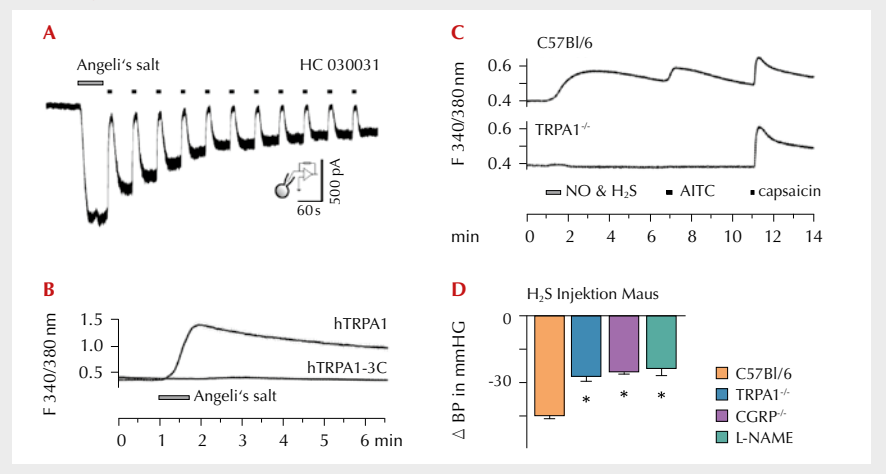 A
Angeli‘s salt
HC 030031
500 pA
60 s
B
F 340/380 nm
1.5
1.0
0.5
hTRPA1
hTRPA1-3C
Angeli‘s salt
0 1 2 3 4 5 6 min
C
C57Bl/6
F 340/380 nm
0.6
0.4
TRPA1-/-
0.6
0.4
NO & H2S AITC capsaicin
min 0 2 4 6 8 10 12 14
D
H2S Injektion Maus
Δ BP in mmHG
0
-30
* * *
C57Bl/6
TRPA1-/-
CGRP-/-
L-NAME